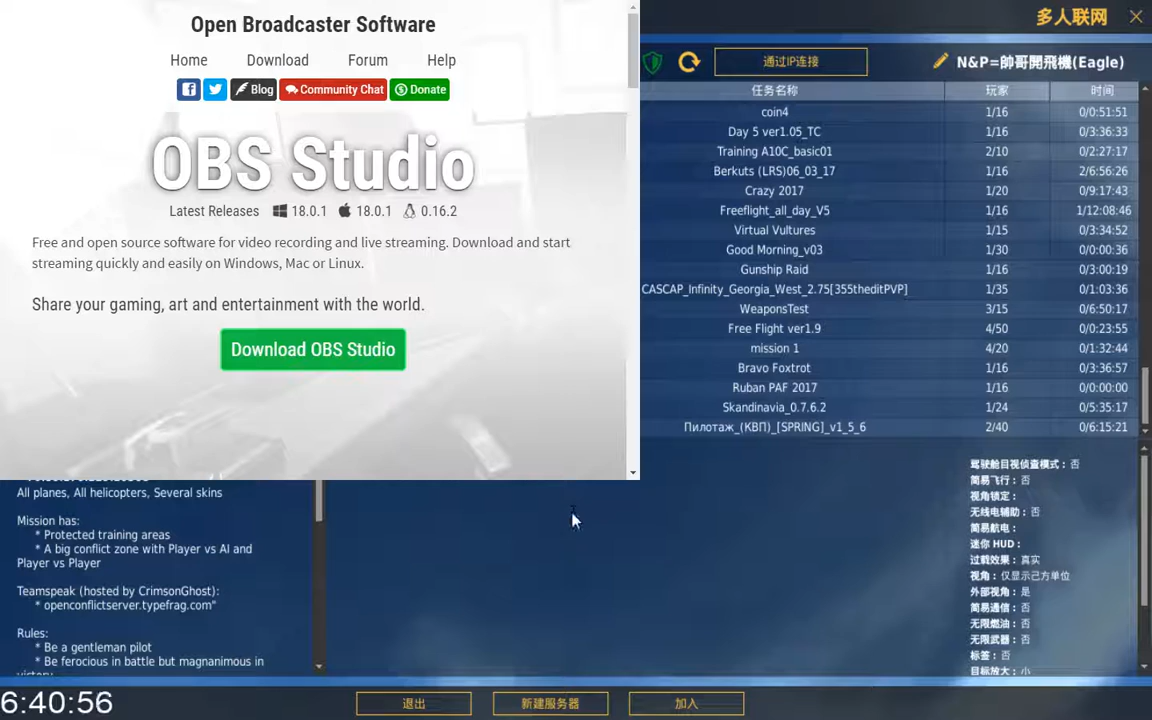 Open Broadcaster Software
Home Download Forum Help
Blog Community Chat Donate
OBS Studio
Latest Releases 18.0.1 18.0.1 0.16.2
Free and open source software for video recording and live streaming. Download and start
streaming quickly and easily on Windows, Mac or Linux.
Share your gaming, art and entertainment with the world.
Download OBS Studio
多人联网
通过IP连接
N&P=帥哥開飛機(Eagle)
任务名称 玩家 时间
coin4 1/16 0/0:51:51
Day 5 ver1.05_TC 1/16 0/3:36:33
Training A10C_basic01 2/10 0/2:27:17
Berkuts (LRS)06_03_17 1/16 2/6:56:26
Crazy 2017 1/20 0/9:17:43
Freeflight_all_day_V5 1/16 1/12:08:46
Virtual Vultures 1/15 0/3:34:52
Good Morning_v03 1/30 0/0:00:36
Gunship Raid 1/16 0/3:00:19
CASCAP_Infinity_Georgia_West_2.75[355theditPVP] 1/35 0/1:03:36
WeaponsTest 3/15 0/6:50:17
Free Flight ver1.9 4/50 0/0:23:55
mission 1 4/20 0/1:32:44
Bravo Foxtrot 1/16 0/3:36:57
Ruban PAF 2017 1/16 0/0:00:00
Skandinavia_0.7.6.2 1/24 0/5:35:17
Пилотаж_(КВП)_[SPRING]_v1_5_6 2/40 0/6:15:21
All planes, All helicopters, Several skins
Mission has:
* Protected training areas
* A big conflict zone with Player vs AI and
Player vs Player
Teamspeak (hosted by CrimsonGhost):
* openconflictserver.typefrag.com"
Rules:
* Be a gentleman pilot
* Be ferocious in battle but magnanimous in
victory
驾驶舱目视侦查模式：否
简易飞行：否
视角锁定：
无线电辅助：否
简易航电：
迷你 HUD：
过载效果：真实
视角：仅显示己方单位
外部视角：是
简易通信：否
无限燃油：否
无限武器：否
标签：否
目标放大：小
6:40:56
退出 新建服务器 加入